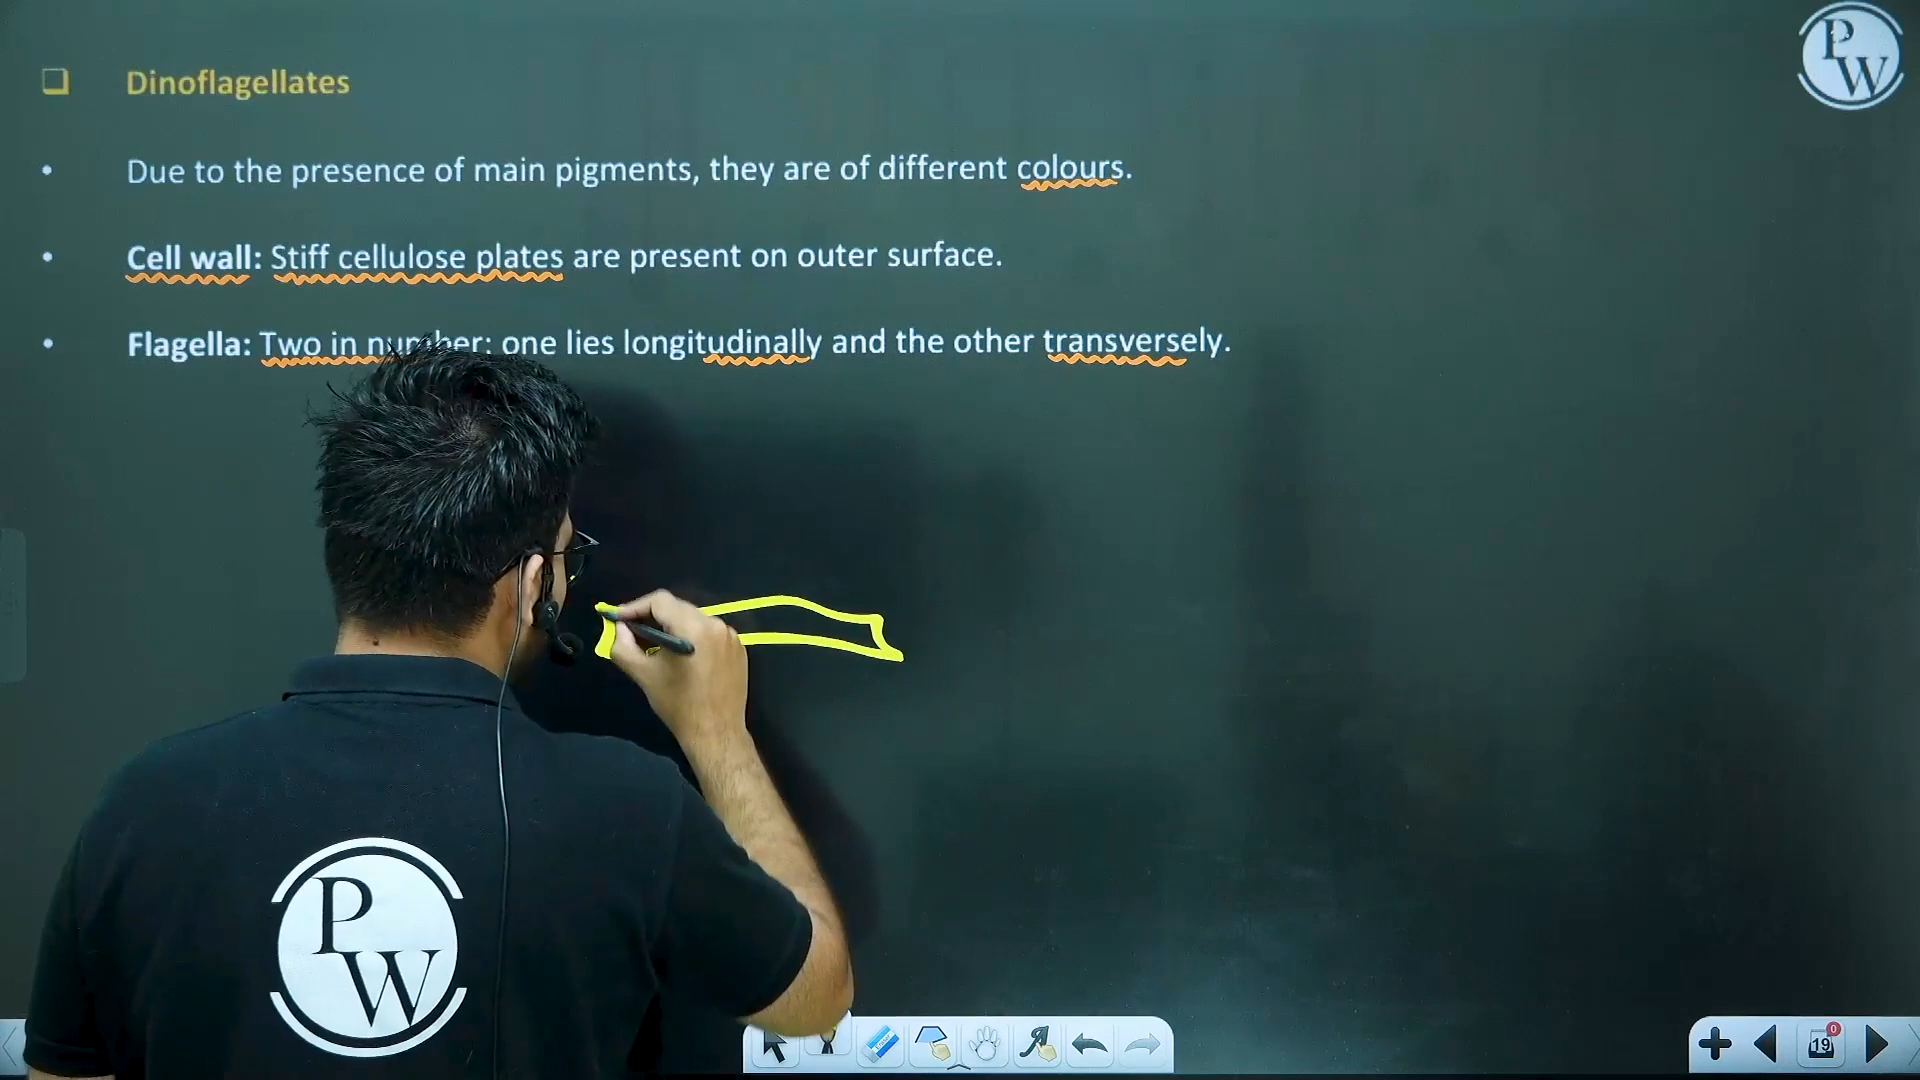 PW
Dinoflagellates
• Due to the presence of main pigments, they are of different colours.
• Cell wall: Stiff cellulose plates are present on outer surface.
• Flagella: Two in number; one lies longitudinally and the other transversely.
PW
0
19